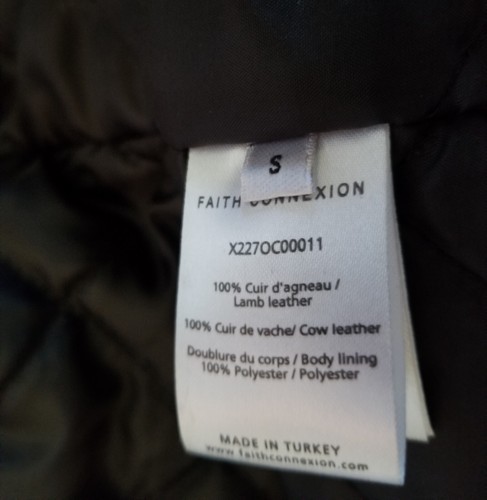 S
FAITH CONNEXION
X227OC00011
100% Cuir d'agneau /
Lamb leather
100% Cuir de vache/ Cow leather
Doublure du corps / Body lining
100% Polyester / Polyester
MADE IN TURKEY
www.faithconnexion.com